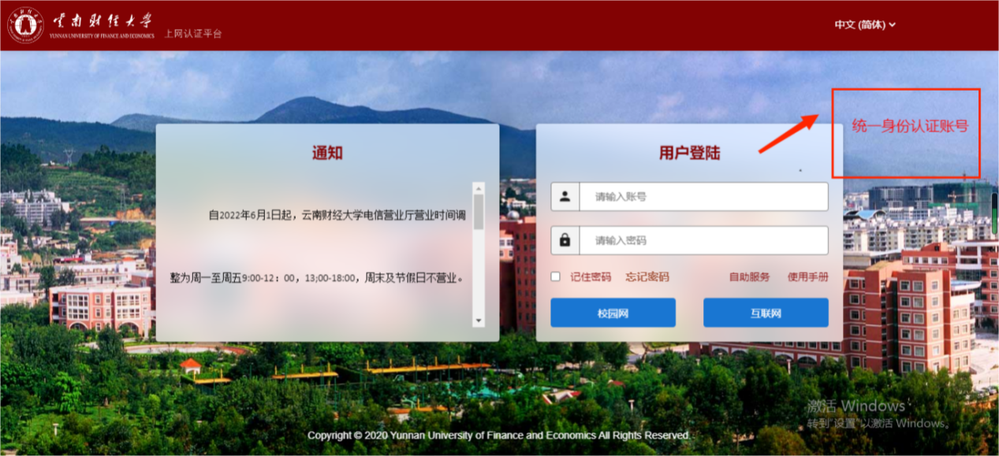 云南财经大学
YUNNAN UNIVERSITY OF FINANCE AND ECONOMICS
上网认证平台
中文 (简体)
统一身份认证账号
通知
自2022年6月1日起，云南财经大学电信营业厅营业时间调
整为周一至周五9:00-12：00，13;00-18:00，周末及节假日不营业。
用户登陆
请输入账号
请输入密码
记住密码 忘记密码 自助服务 使用手册
校园网 互联网
激活 Windows
转到"设置"以激活 Windows。
Copyright © 2020 Yunnan University of Finance and Economics All Rights Reserved